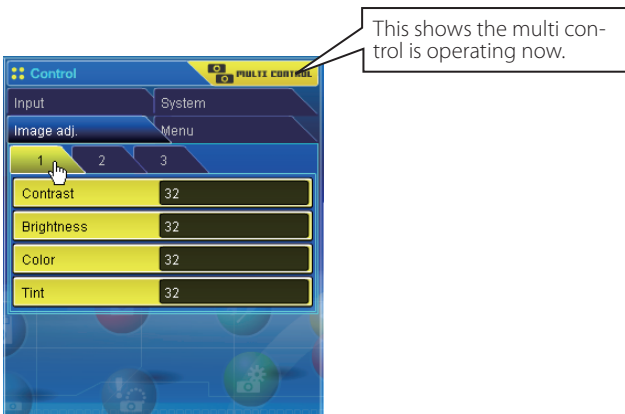 This shows the multi con-
trol is operating now.
Control
MULTI CONTROL
Input
System
Image adj.
Menu
1
2
3
Contrast
32
Brightness
32
Color
32
Tint
32